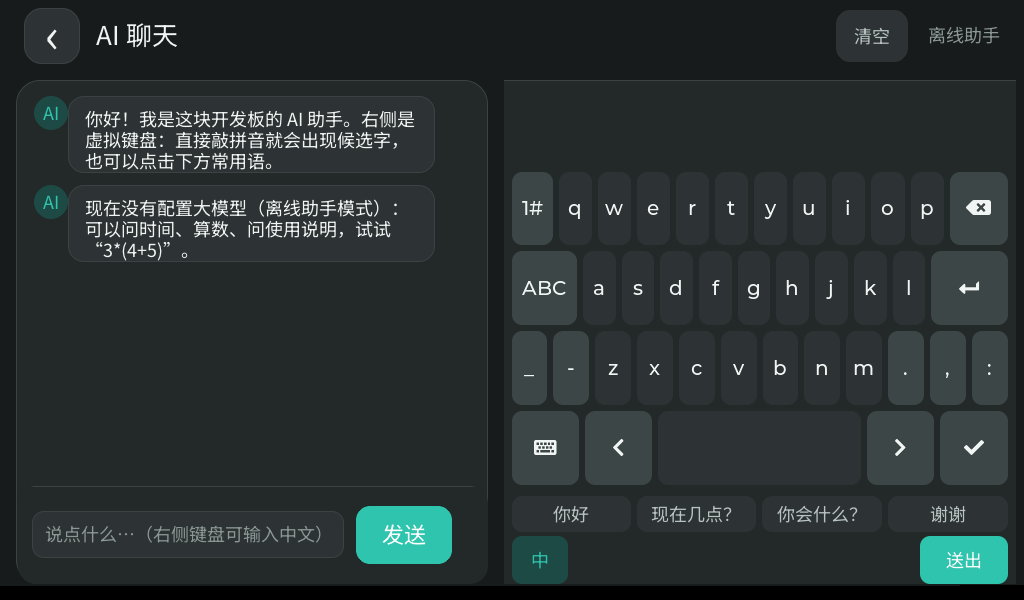 AI 聊天
清空
离线助手
AI
你好！我是这块开发板的 AI 助手。右侧是
虚拟键盘：直接敲拼音就会出现候选字，
也可以点击下方常用语。
AI
现在没有配置大模型（离线助手模式）：
可以问时间、算数、问使用说明，试试
“3*(4+5)”。
说点什么…（右侧键盘可输入中文）
发送
1# q w e r t y u i o p
ABC a s d f g h j k l
_ - z x c v b n m . , :
你好 现在几点？ 你会什么？ 谢谢
中
送出